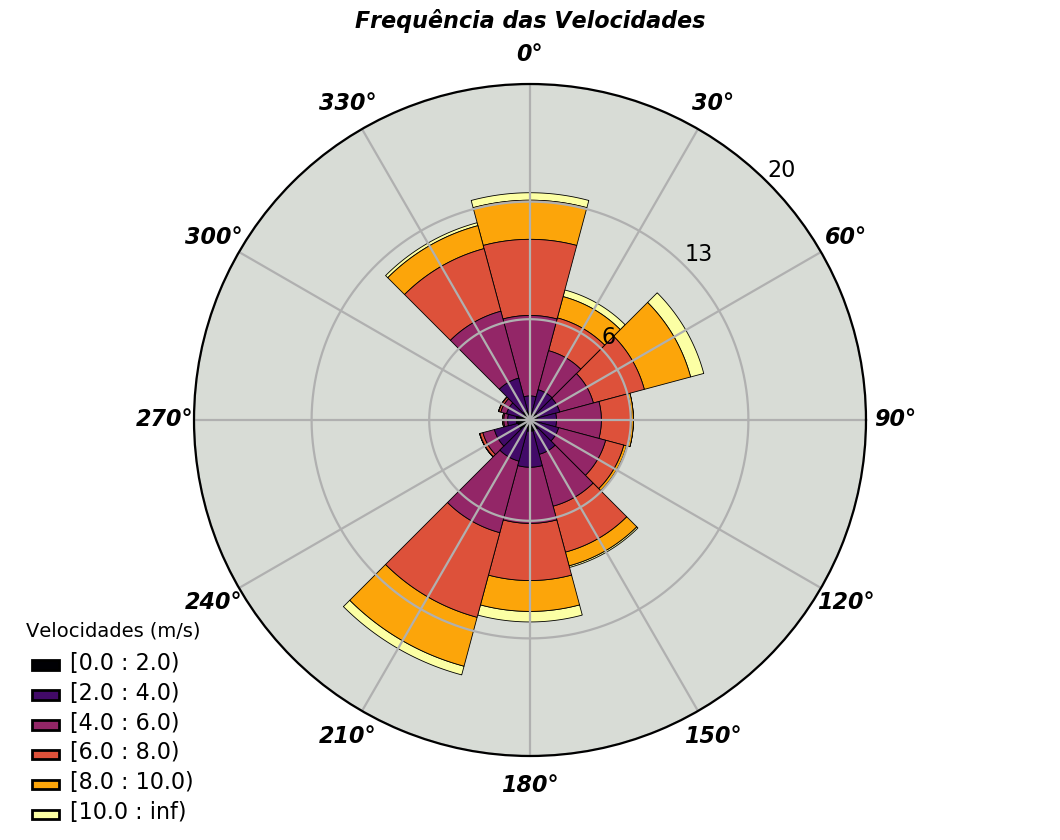 Frequência das Velocidades
0°
30°
60°
90°
120°
150°
180°
210°
240°
270°
300°
330°
6
13
20
Velocidades (m/s)
[0.0 : 2.0)
[2.0 : 4.0)
[4.0 : 6.0)
[6.0 : 8.0)
[8.0 : 10.0)
[10.0 : inf)